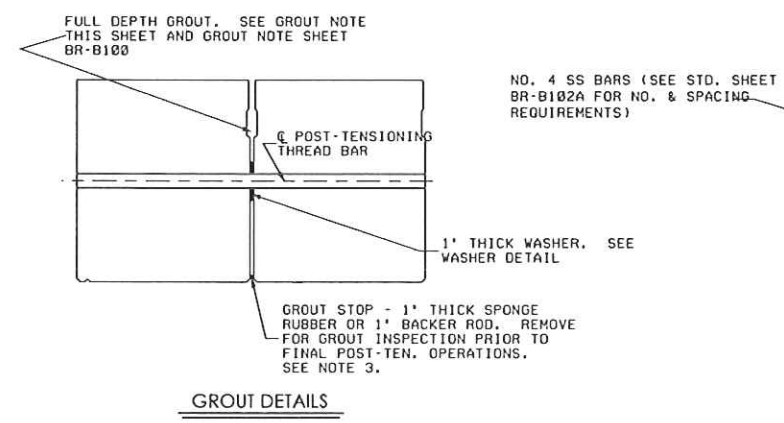 FULL DEPTH GROUT. SEE GROUT NOTE
THIS SHEET AND GROUT NOTE SHEET
BR-B100
NO. 4 SS BARS (SEE STD. SHEET
BR-B102A FOR NO. & SPACING
REQUIREMENTS)
℄ POST-TENSIONING
THREAD BAR
1" THICK WASHER. SEE
WASHER DETAIL
GROUT STOP - 1" THICK SPONGE
RUBBER OR 1" BACKER ROD. REMOVE
FOR GROUT INSPECTION PRIOR TO
FINAL POST-TEN. OPERATIONS.
SEE NOTE 3.
GROUT DETAILS